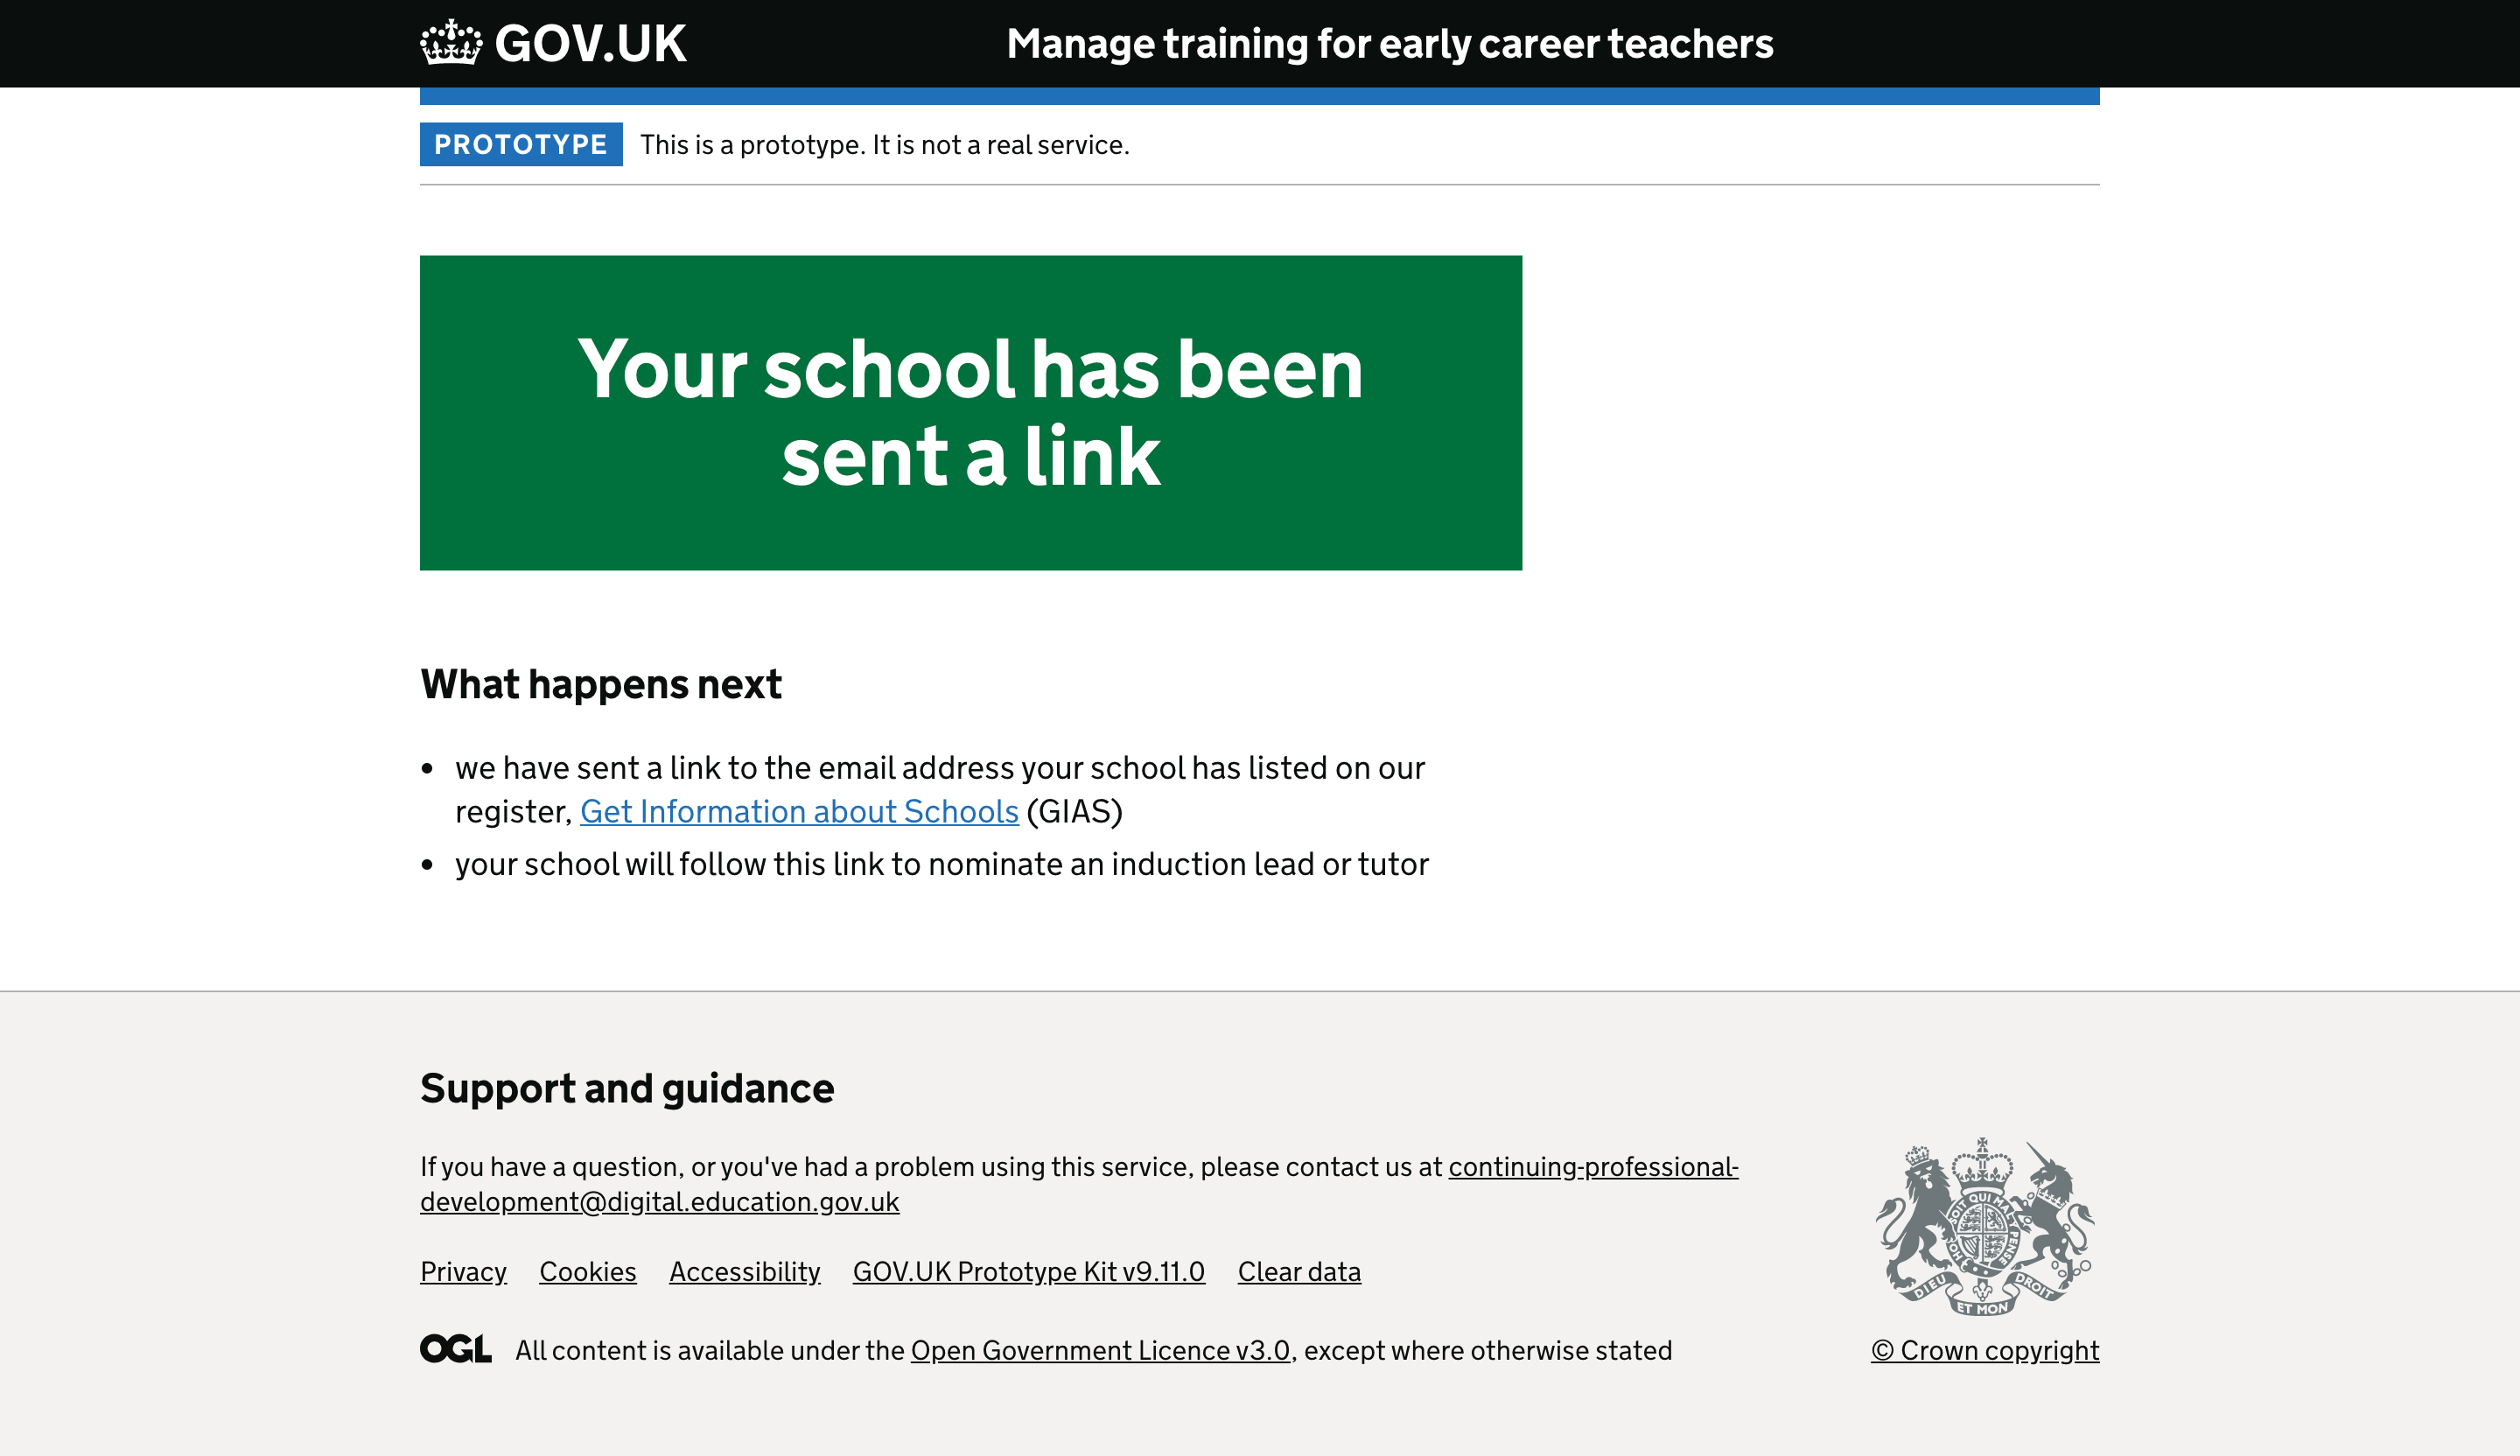 GOV.UK
Manage training for early career teachers
PROTOTYPE
This is a prototype. It is not a real service.
Your school has been
sent a link
What happens next
• we have sent a link to the email address your school has listed on our
register, Get Information about Schools (GIAS)
• your school will follow this link to nominate an induction lead or tutor
Support and guidance
If you have a question, or you've had a problem using this service, please contact us at continuing-professional-
development@digital.education.gov.uk
Privacy Cookies Accessibility GOV.UK Prototype Kit v9.11.0 Clear data
OGL All content is available under the Open Government Licence v3.0, except where otherwise stated
SOIT QUI MAL Y PENSE
DIEU ET MON DROIT
© Crown copyright